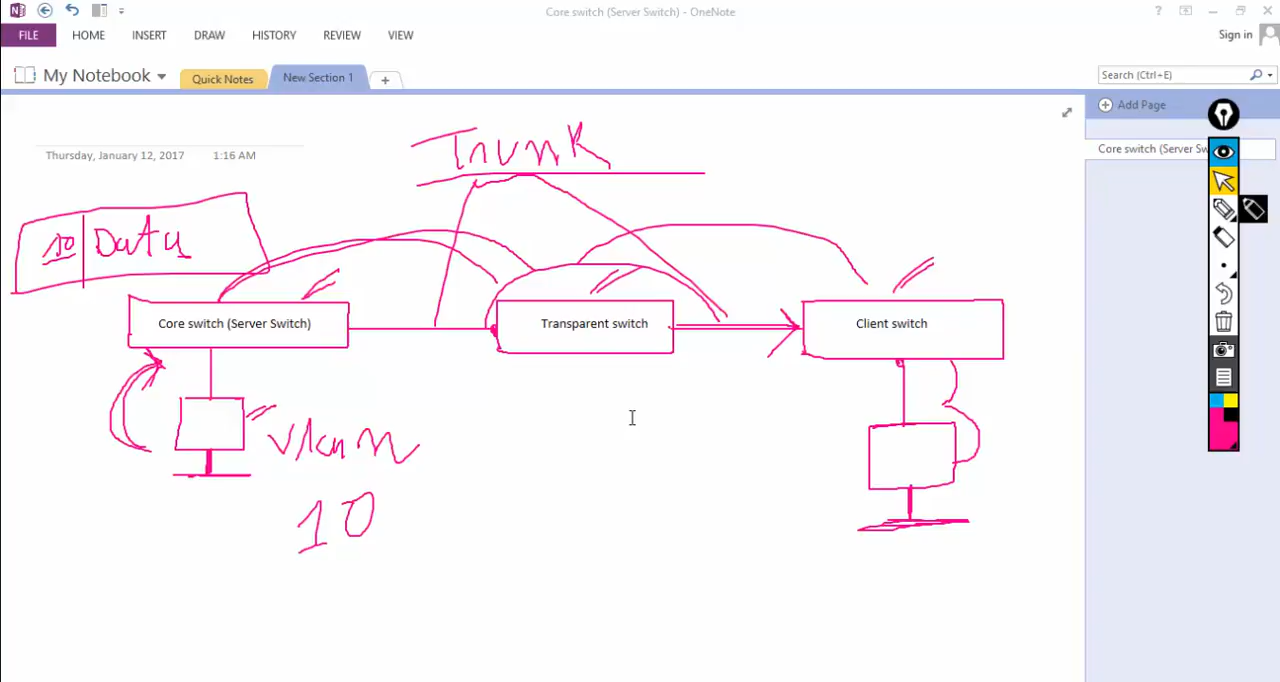 Core switch (Server Switch) - OneNote
?
Sign in
FILE HOME INSERT DRAW HISTORY REVIEW VIEW
My Notebook Quick Notes New Section 1 +
Search (Ctrl+E)
Add Page
Core switch (Server Sw
Thursday, January 12, 2017 1:16 AM
Trunk
10 Data
Core switch (Server Switch) Transparent switch Client switch
Vlan
10